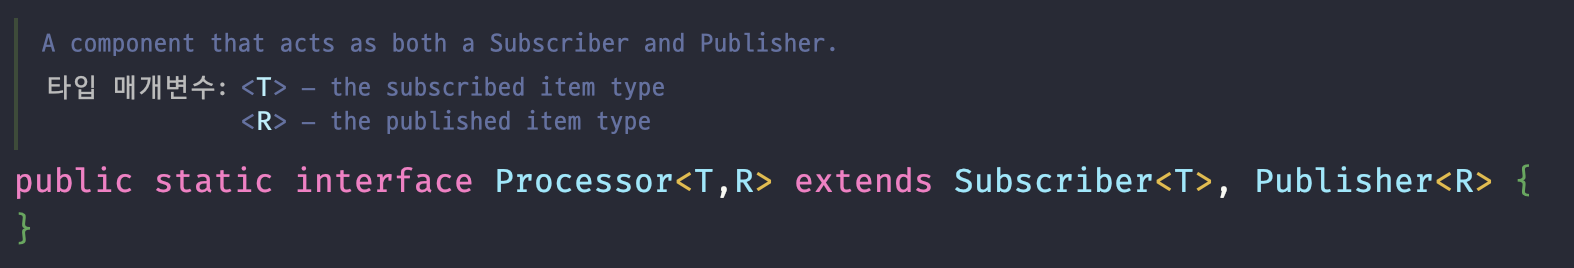 A component that acts as both a Subscriber and Publisher.
타입 매개변수: <T> – the subscribed item type
<R> – the published item type
public static interface Processor<T,R> extends Subscriber<T>, Publisher<R> {
}